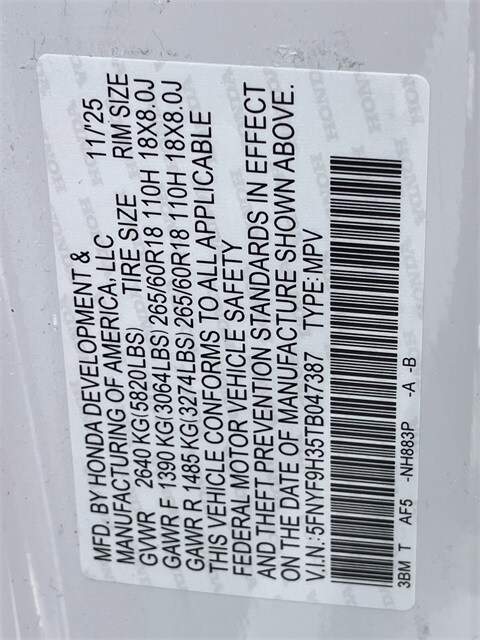 MFD. BY HONDA DEVELOPMENT &
MANUFACTURING OF AMERICA, LLC 11/'25
GVWR 2640 KG(5820LBS) TIRE SIZE RIM SIZE
GAWR F 1390 KG(3064LBS) 265/60R18 110H 18X8.0J
GAWR R 1485 KG(3274LBS) 265/60R18 110H 18X8.0J
THIS VEHICLE CONFORMS TO ALL APPLICABLE
FEDERAL MOTOR VEHICLE SAFETY
AND THEFT PREVENTION STANDARDS IN EFFECT
ON THE DATE OF MANUFACTURE SHOWN ABOVE.
V.I.N.:5FNYF9H35TB047387 TYPE:MPV
3BM T AF5 -NH883P -A -B